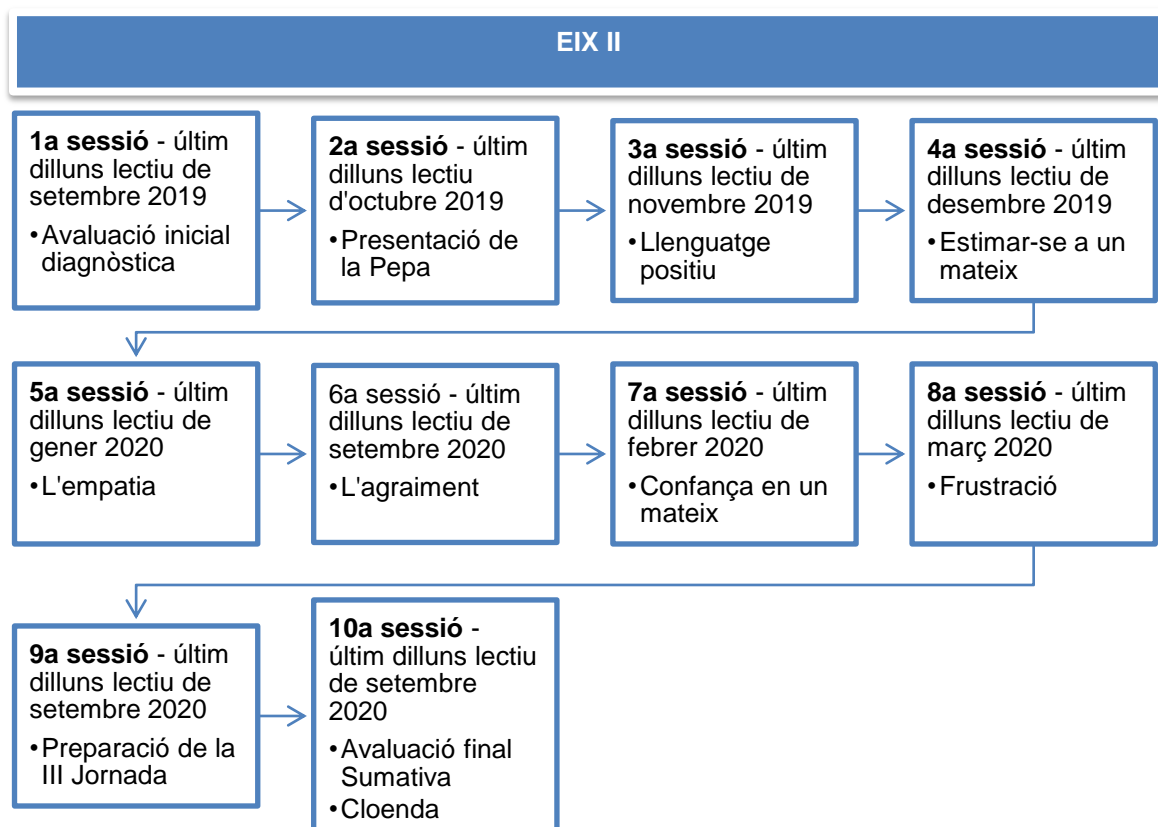 EIX II
1a sessió - últim
dilluns lectiu de
setembre 2019
•Avaluació inicial
diagnòstica
2a sessió - últim
dilluns lectiu
d'octubre 2019
•Presentació de
la Pepa
3a sessió - últim
dilluns lectiu de
novembre 2019
•Llenguatge
positiu
4a sessió - últim
dilluns lectiu de
desembre 2019
•Estimar-se a un
mateix
5a sessió - últim
dilluns lectiu de
gener 2020
•L'empatia
6a sessió - últim
dilluns lectiu de
setembre 2020
•L'agraiment
7a sessió - últim
dilluns lectiu de
febrer 2020
•Confança en un
mateix
8a sessió - últim
dilluns lectiu de
març 2020
•Frustració
9a sessió - últim
dilluns lectiu de
setembre 2020
•Preparació de la
III Jornada
10a sessió -
últim dilluns lectiu
de setembre
2020
•Avaluació final
Sumativa
•Cloenda